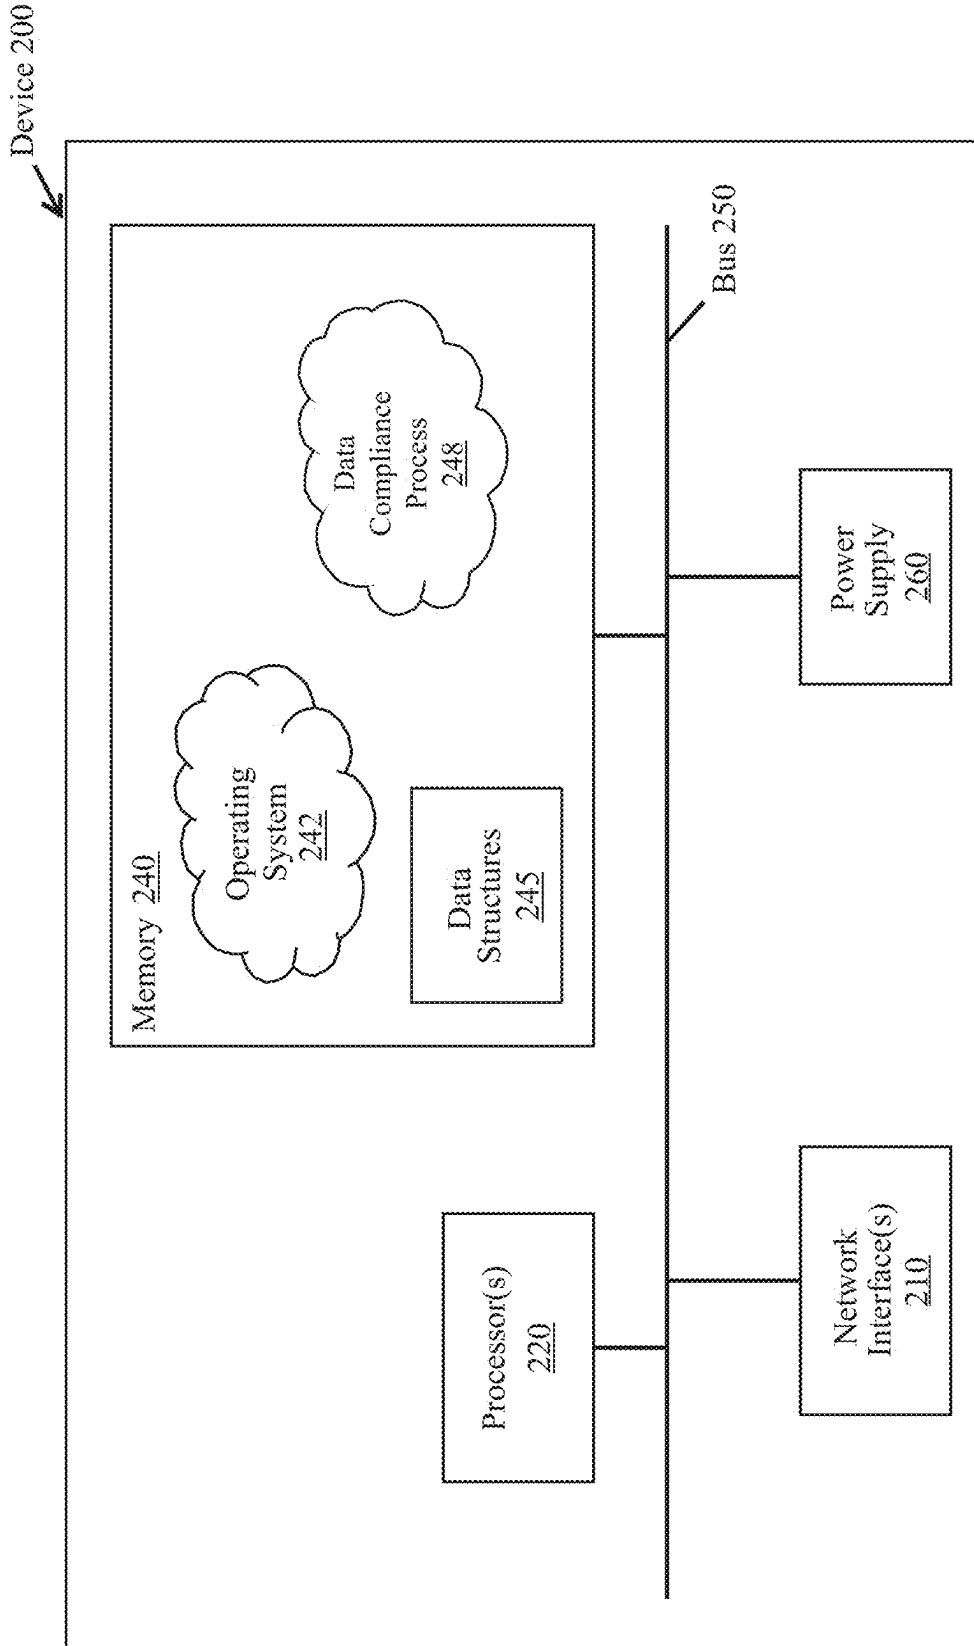 Device 200
Memory 240
Operating
System
242
Data
Compliance
Process
248
Data
Structures
245
Processor(s)
220
Bus 250
Network
Interface(s)
210
Power
Supply
260